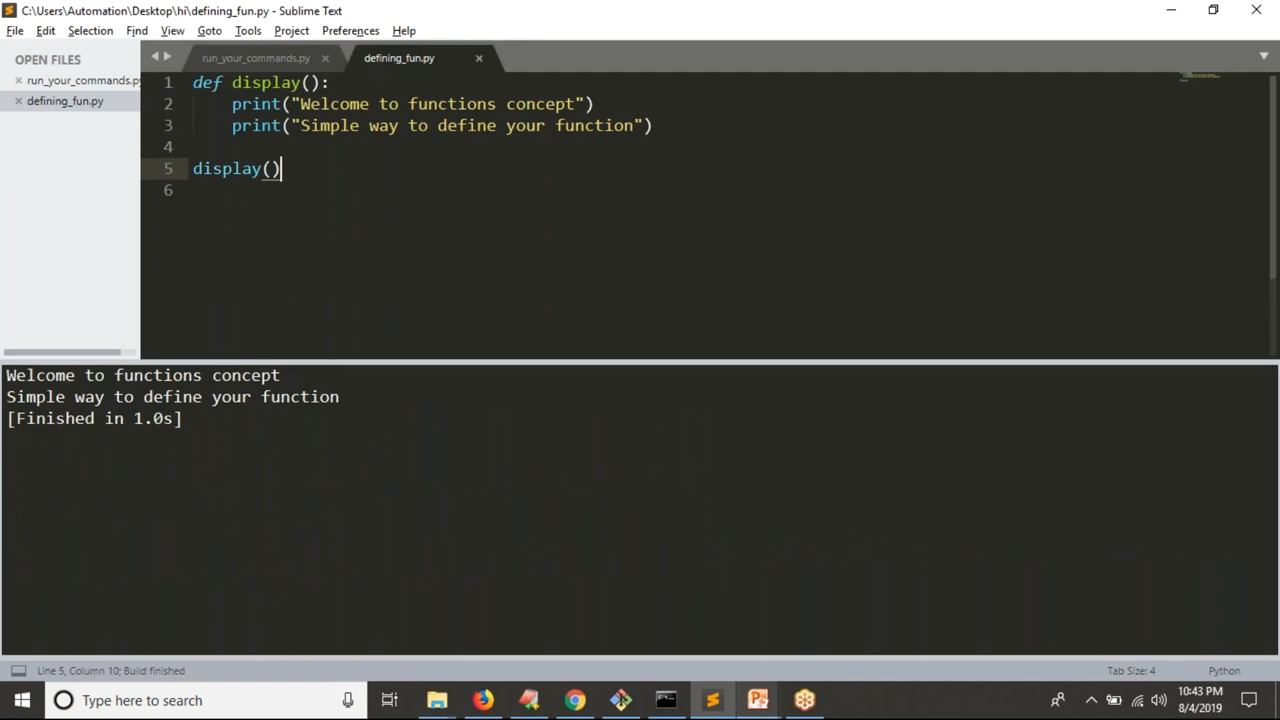 C:\Users\Automation\Desktop\hi\defining_fun.py - Sublime Text
File Edit Selection Find View Goto Tools Project Preferences Help
OPEN FILES
run_your_commands.py
defining_fun.py
run_your_commands.py
defining_fun.py
1 def display():
2     print("Welcome to functions concept")
3     print("Simple way to define your function")
4
5 display()
6
Welcome to functions concept
Simple way to define your function
[Finished in 1.0s]
Line 5, Column 10; Build finished
Tab Size: 4
Python
Type here to search
10:43 PM
8/4/2019